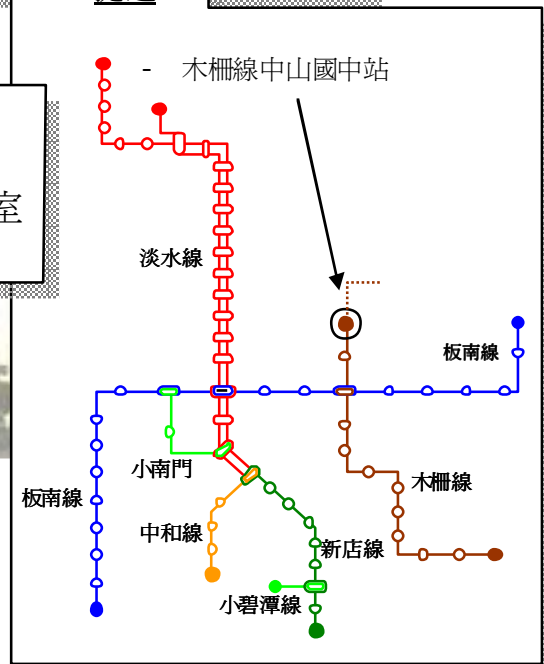 - 木柵線中山國中站
室
淡水線
板南線
小南門
木柵線
板南線
中和線
新店線
小碧潭線